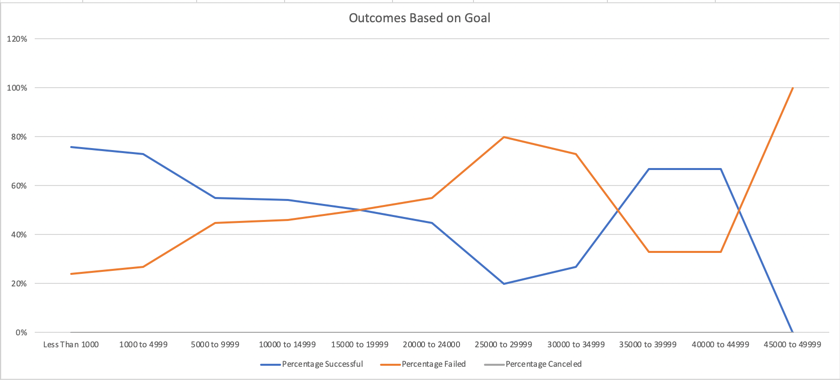 Outcomes Based on Goal
120%
100%
80%
60%
40%
20%
0%
Less Than 1000 1000 to 4999 5000 to 9999 10000 to 14999 15000 to 19999 20000 to 24000 25000 to 29999 30000 to 34999 35000 to 39999 40000 to 44999 45000 to 49999
Percentage Successful Percentage Failed Percentage Canceled